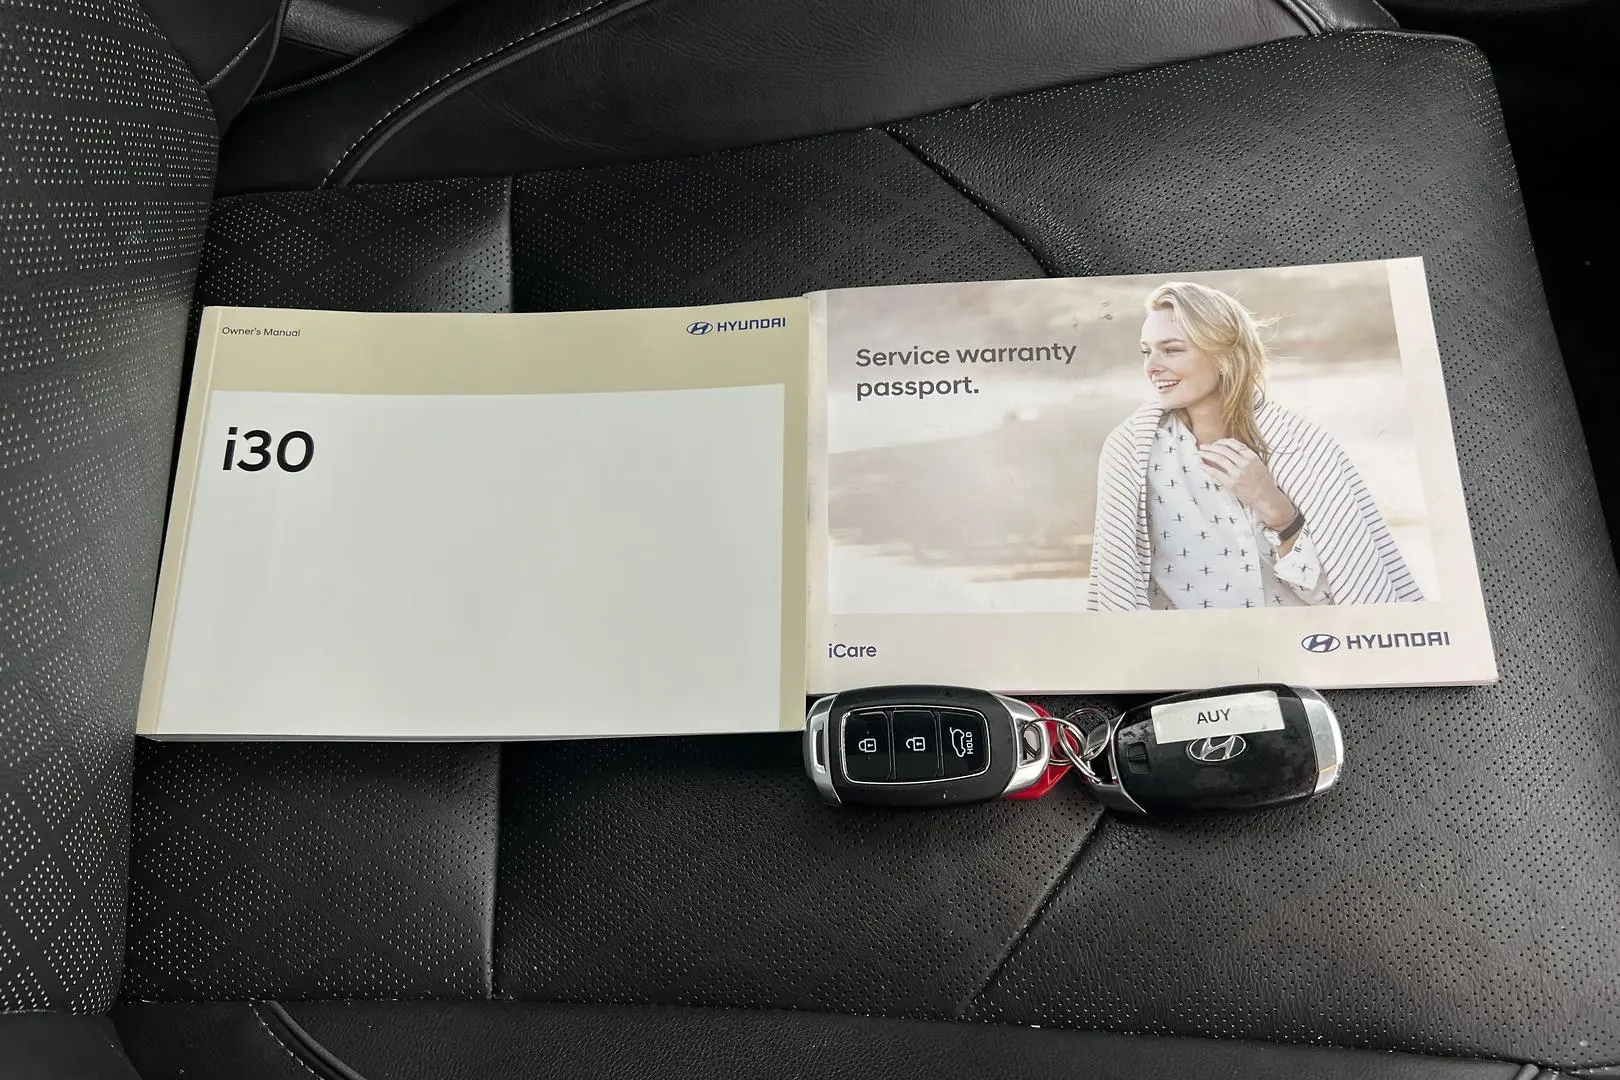 Owner's Manual
HYUNDAI
i30
Service warranty
passport.
iCare
HYUNDAI
HOLD
AUY